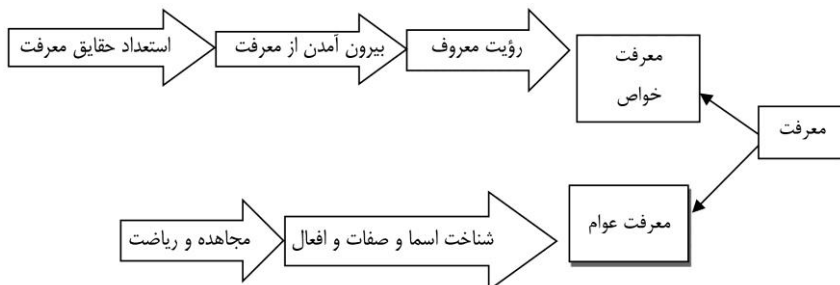 استعداد حقایق معرفت
بیرون آمدن از معرفت
رؤیت معروف
معرفت
خواص
معرفت
معرفت عوام
شناخت اسما و صفات و افعال
مجاهده و ریاضت